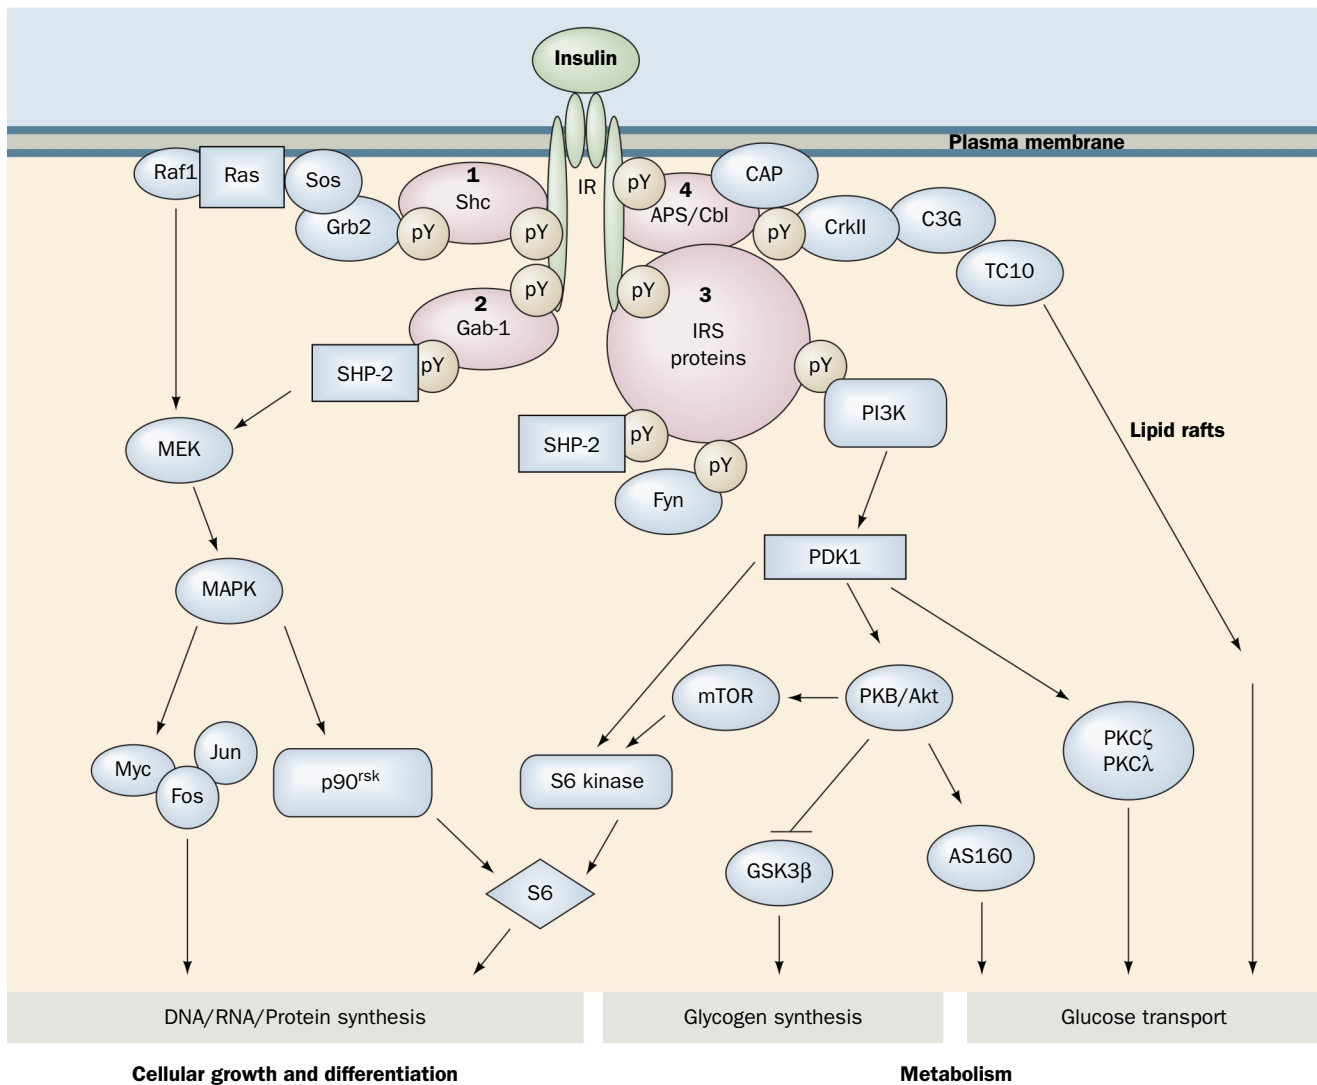 Insulin
Plasma membrane
Raf1
Ras
Sos
Grb2
pY
1
Shc
pY
IR
pY
4
APS/Cbl
CAP
pY
CrkII
C3G
TC10
pY
2
Gab-1
pY
SHP-2
pY
3
IRS
proteins
pY
PI3K
SHP-2
pY
pY
Fyn
Lipid rafts
MEK
PDK1
MAPK
mTOR
PKB/Akt
PKCζ
PKCλ
Myc
Jun
Fos
p90rsk
S6 kinase
GSK3β
AS160
S6
DNA/RNA/Protein synthesis
Glycogen synthesis
Glucose transport
Cellular growth and differentiation
Metabolism